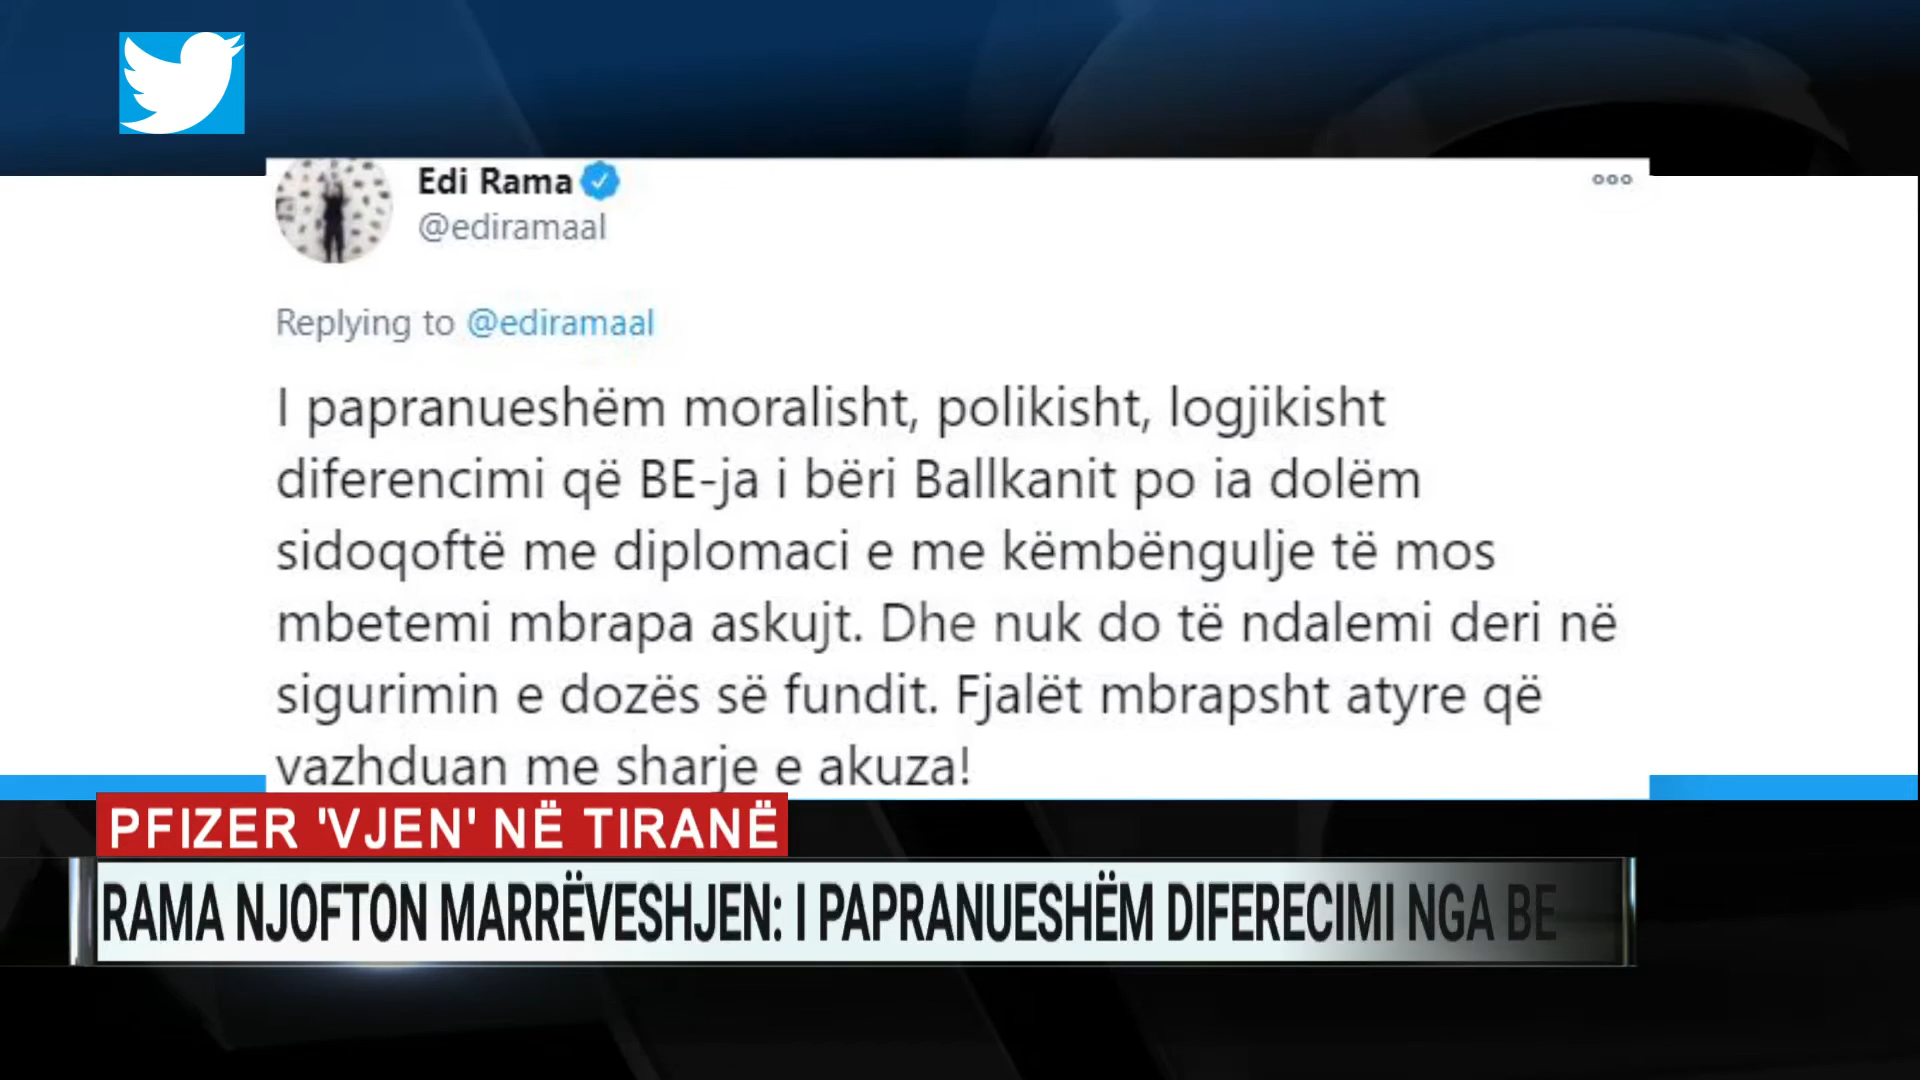 Edi Rama
@ediramaal
Replying to @ediramaal
I papranueshëm moralisht, polikisht, logjikisht
diferencimi që BE-ja i bëri Ballkanit po ia dolëm
sidoqoftë me diplomaci e me këmbëngulje të mos
mbetemi mbrapa askujt. Dhe nuk do të ndalemi deri në
sigurimin e dozës së fundit. Fjalët mbrapsht atyre që
vazhduan me sharje e akuza!
PFIZER 'VJEN' NË TIRANË
RAMA NJOFTON MARRËVESHJEN: I PAPRANUESHËM DIFERECIMI NGA BE